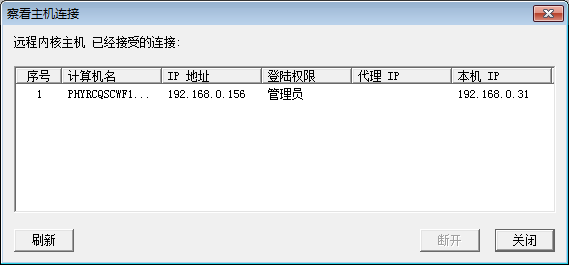 察看主机连接
远程内核主机 已经接受的连接:
序号 计算机名 IP 地址 登陆权限 代理 IP 本机 IP
1 PHYRCQSCWF1... 192.168.0.156 管理员 192.168.0.31
刷新 断开 关闭